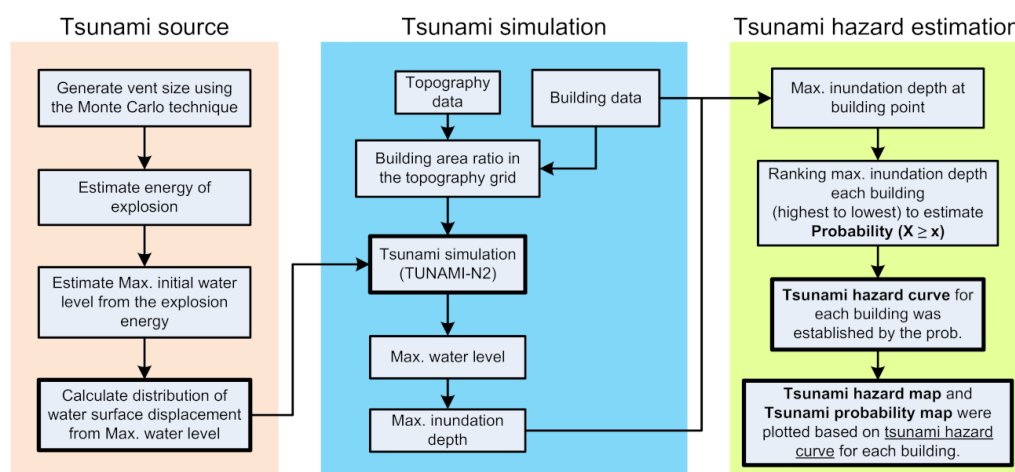 Tsunami source
Generate vent size using
the Monte Carlo technique
Estimate energy of
explosion
Estimate Max. initial water
level from the explosion
energy
Calculate distribution of
water surface displacement
from Max. water level
Tsunami simulation
Topography
data
Building data
Building area ratio in
the topography grid
Tsunami simulation
(TUNAMI-N2)
Max. water level
Max. inundation
depth
Tsunami hazard estimation
Max. inundation depth at
building point
Ranking max. inundation depth
each building
(highest to lowest) to estimate
Probability (X ≥ x)
Tsunami hazard curve for
each building was
established by the prob.
Tsunami hazard map and
Tsunami probability map were
plotted based on tsunami hazard
curve for each building.